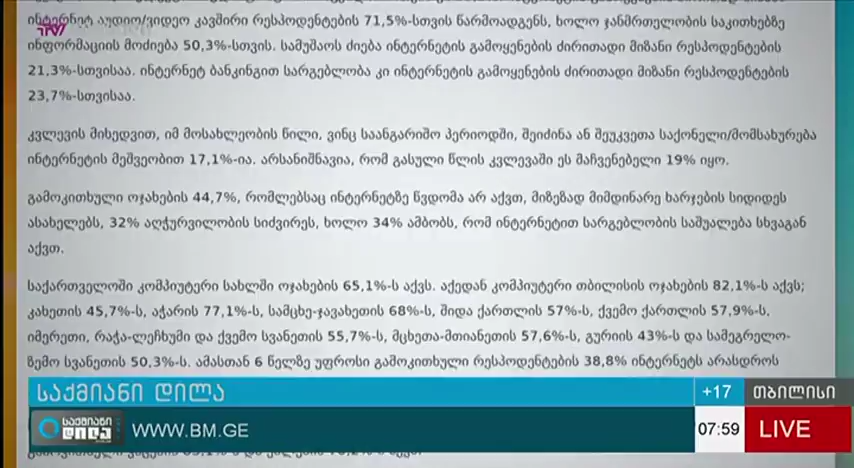 ინტერნეტ აუდიო/ვიდეო კავშირი რესპოდენტების 71,5%-სთვის წარმოადგენს, ხოლო ჯანმრთელობის საკითხებზე
ინფორმაციის მოძიება 50,3%-სთვის. სამუშაოს ძიება ინტერნეტის გამოყენების ძირითადი მიზანი რესპოდენტების
21,3%-სთვისაა. ინტერნეტ ბანკინგით სარგებლობა კი ინტერნეტის გამოყენების ძირითადი მიზანი რესპოდენტების
23,7%-სთვისაა.
კვლევის მიხედვით, იმ მოსახლეობის წილი, ვინც საანგარიშო პერიოდში, შეიძინა ან შეუკვეთა საქონელი/მომსახურება
ინტერნეტის მეშვეობით 17,1%-ია. არსანიშნავია, რომ გასული წლის კვლევაში ეს მაჩვენებელი 19% იყო.
გამოკითხული ოჯახების 44,7%, რომლებსაც ინტერნეტზე წვდომა არ აქვთ, მიზეზად მიმდინარე ხარჯების სიდიდეს
ასახელებს, 32% აღჭურვილობის სიძვირეს, ხოლო 34% ამბობს, რომ ინტერნეტით სარგებლობის საშუალება სხვაგან
აქვთ.
საქართველოში კომპიუტერი სახლში ოჯახების 65,1%-ს აქვს. აქედან კომპიუტერი თბილისის ოჯახების 82,1%-ს აქვს;
კახეთის 45,7%-ს, აჭარის 77,1%-ს, სამცხე-ჯავახეთის 68%-ს, შიდა ქართლის 57%-ს, ქვემო ქართლის 57,9%-ს,
იმერეთი, რაჭა-ლეჩხუმი და ქვემო სვანეთის 55,7%-ს, მცხეთა-მთიანეთის 57,6%-ს, გურიის 43%-ს და სამეგრელო-
ზემო სვანეთის 50,3%-ს. ამასთან 6 წელზე უფროსი გამოკითხული რესპოდენტების 38,8% ინტერნეტს არასდროს
საქმიანი დილა
+17 თბილისი
საქმიანი
დილა
WWW.BM.GE
07:59 LIVE